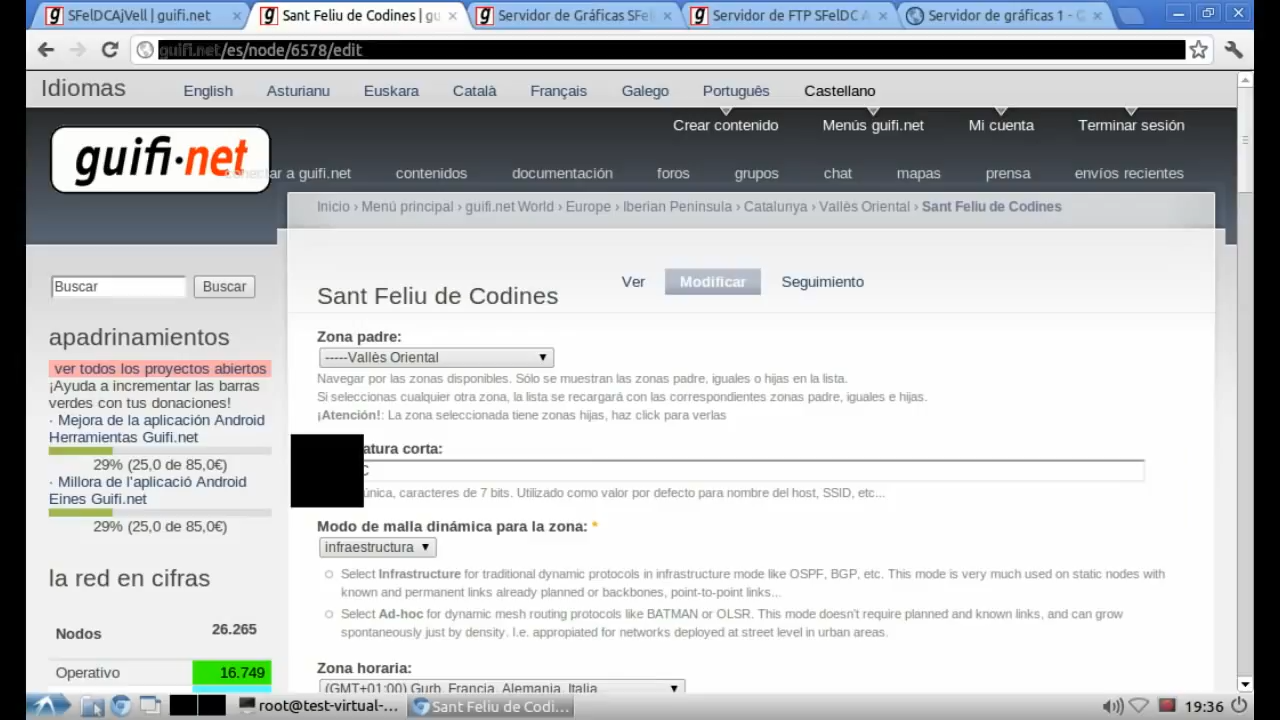 SFelDCAjVell | guifi.net
Sant Feliu de Codines | gu
Servidor de Gráficas SFe
Servidor de FTP SFelDC A
Servidor de gráficas 1 - G
guifi.net/es/node/6578/edit
Idiomas
English Asturianu Euskara Català Français Galego Português Castellano
guifi·net
Crear contenido Menús guifi.net Mi cuenta Terminar sesión
conectar a guifi.net contenidos documentación foros grupos chat mapas prensa envíos recientes
Inicio › Menú principal › guifi.net World › Europe › Iberian Peninsula › Catalunya › Vallès Oriental › Sant Feliu de Codines
Buscar Buscar
apadrinamientos
ver todos los proyectos abiertos
¡Ayuda a incrementar las barras
verdes con tus donaciones!
· Mejora de la aplicación Android
Herramientas Guifi.net
29% (25,0 de 85,0€)
· Millora de l'aplicació Android
Eines Guifi.net
29% (25,0 de 85,0€)
la red en cifras
Nodos 26.265
Operativo 16.749
Sant Feliu de Codines
Ver Modificar Seguimiento
Zona padre:
-----Vallès Oriental
Navegar por las zonas disponibles. Sólo se muestran las zonas padre, iguales o hijas en la lista.
Si seleccionas cualquier otra zona, la lista se recargará con las correspondientes zonas padre, iguales e hijas.
¡Atención!: La zona seleccionada tiene zonas hijas, haz click para verlas
atura corta:
C
única, caracteres de 7 bits. Utilizado como valor por defecto para nombre del host, SSID, etc...
Modo de malla dinámica para la zona: *
infraestructura
Select Infrastructure for traditional dynamic protocols in infrastructure mode like OSPF, BGP, etc. This mode is very much used on static nodes with
known and permanent links already planned or backbones, point-to-point links...
Select Ad-hoc for dynamic mesh routing protocols like BATMAN or OLSR. This mode doesn't require planned and known links, and can grow
spontaneously just by density. I.e. appropiated for networks deployed at street level in urban areas.
Zona horaria:
(GMT+01:00) Gurb, Francia, Alemania, Italia
root@test-virtual-...
Sant Feliu de Codi...
19:36